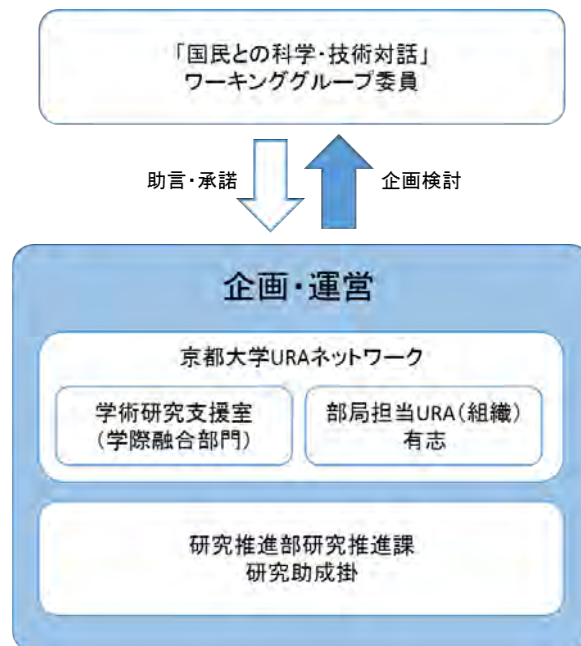 「国民との科学・技術対話」
ワーキンググループ委員
助言・承諾
企画検討
企画・運営
京都大学URAネットワーク
学術研究支援室
(学際融合部門)
部局担当URA(組織)
有志
研究推進部研究推進課
研究助成掛